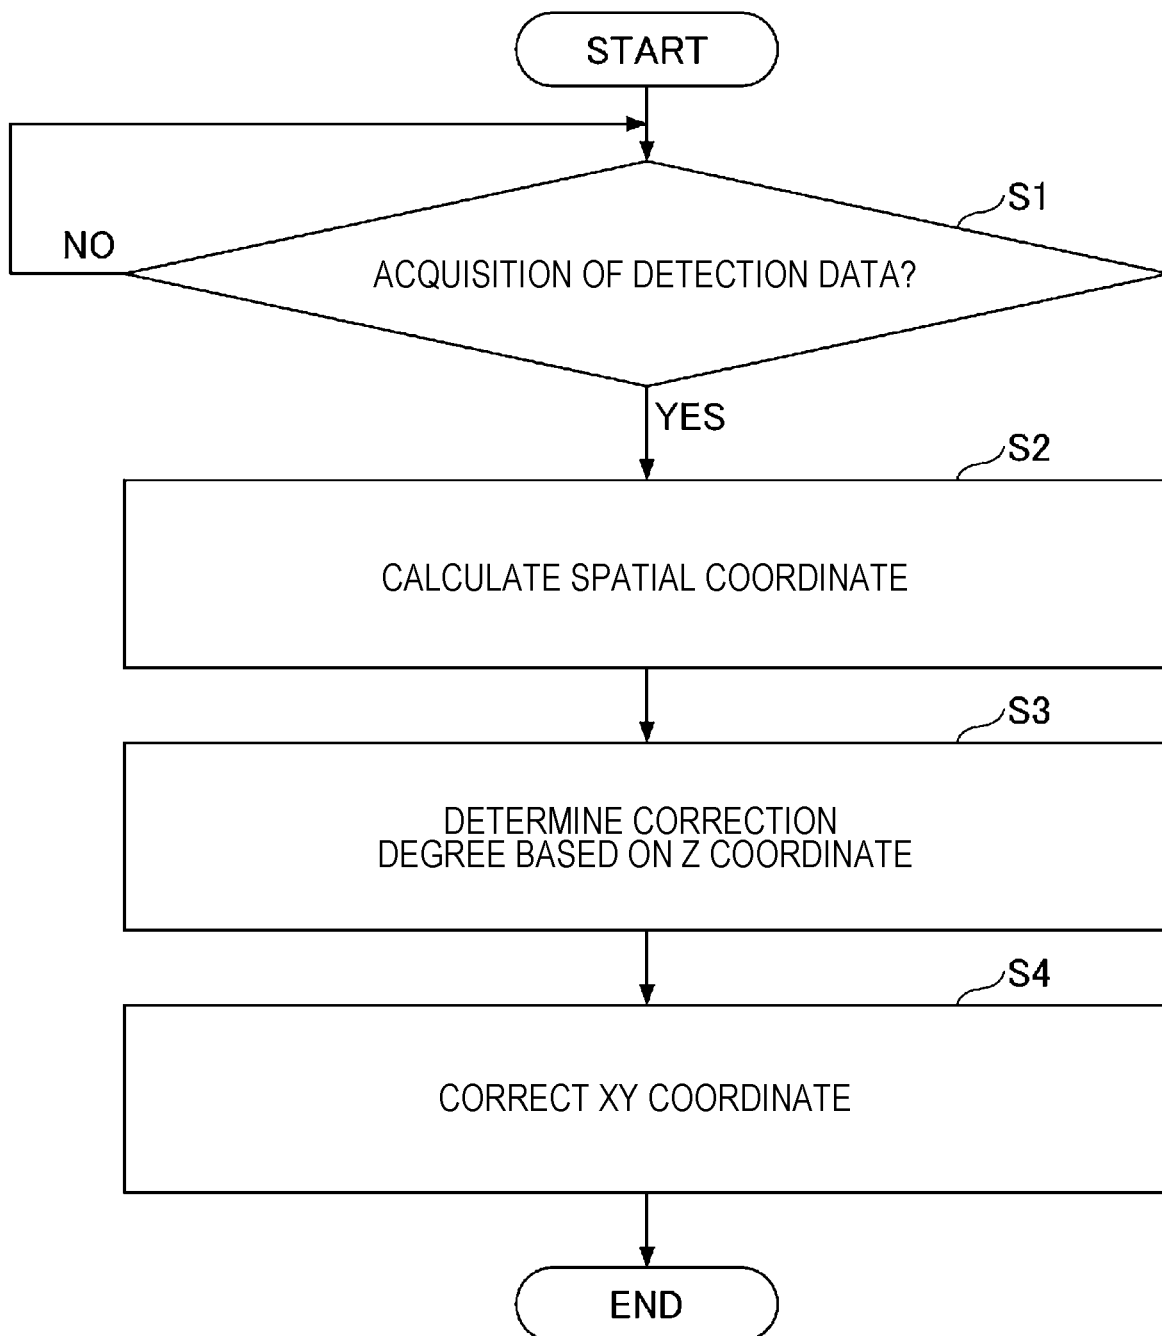 START
S1
NO
ACQUISITION OF DETECTION DATA?
YES
S2
CALCULATE SPATIAL COORDINATE
S3
DETERMINE CORRECTION
DEGREE BASED ON Z COORDINATE
S4
CORRECT XY COORDINATE
END